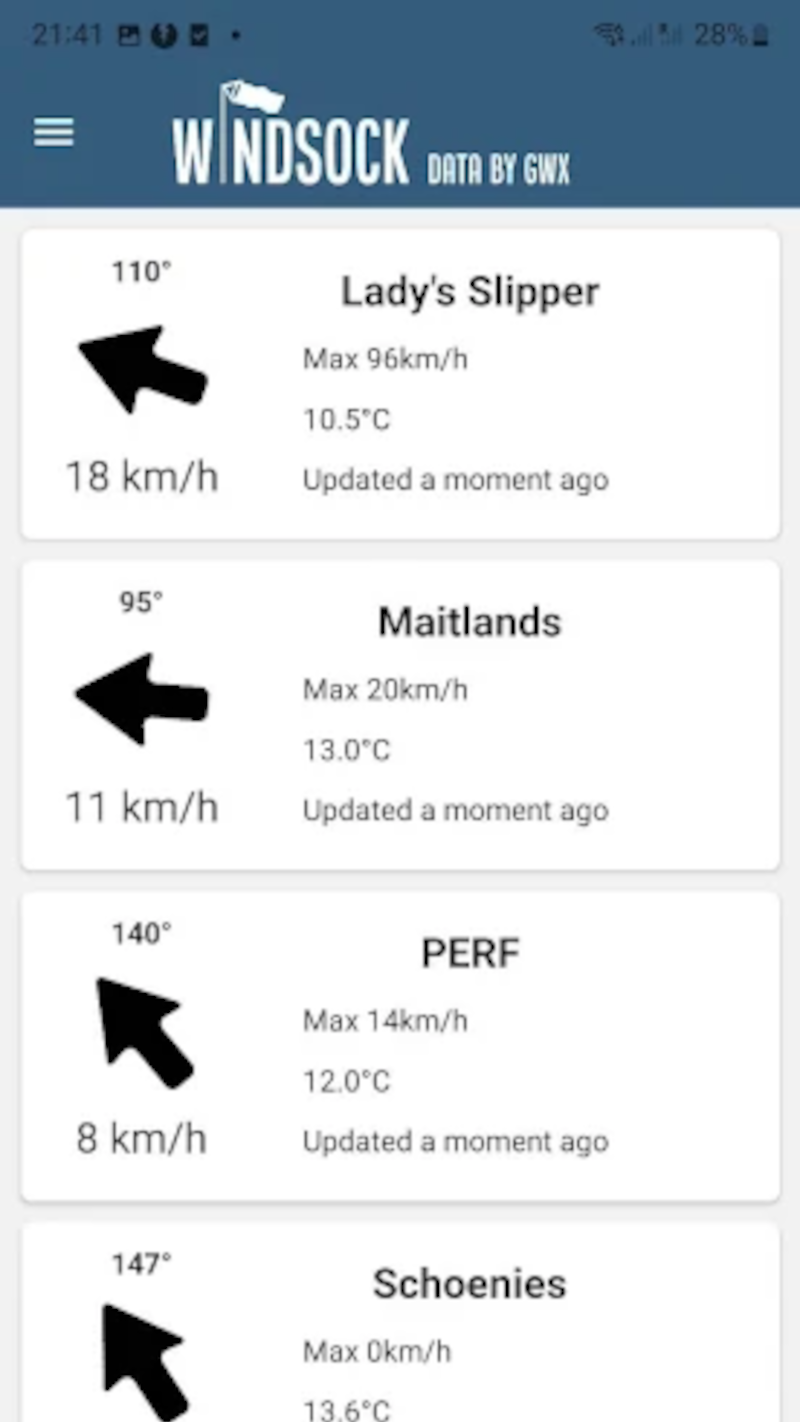 21:41 28%
WINDSOCK DATA BY GWX
110°
Lady's Slipper
Max 96km/h
10.5°C
18 km/h
Updated a moment ago
95°
Maitlands
Max 20km/h
13.0°C
11 km/h
Updated a moment ago
140°
PERF
Max 14km/h
12.0°C
8 km/h
Updated a moment ago
147°
Schoenies
Max 0km/h
13.6°C